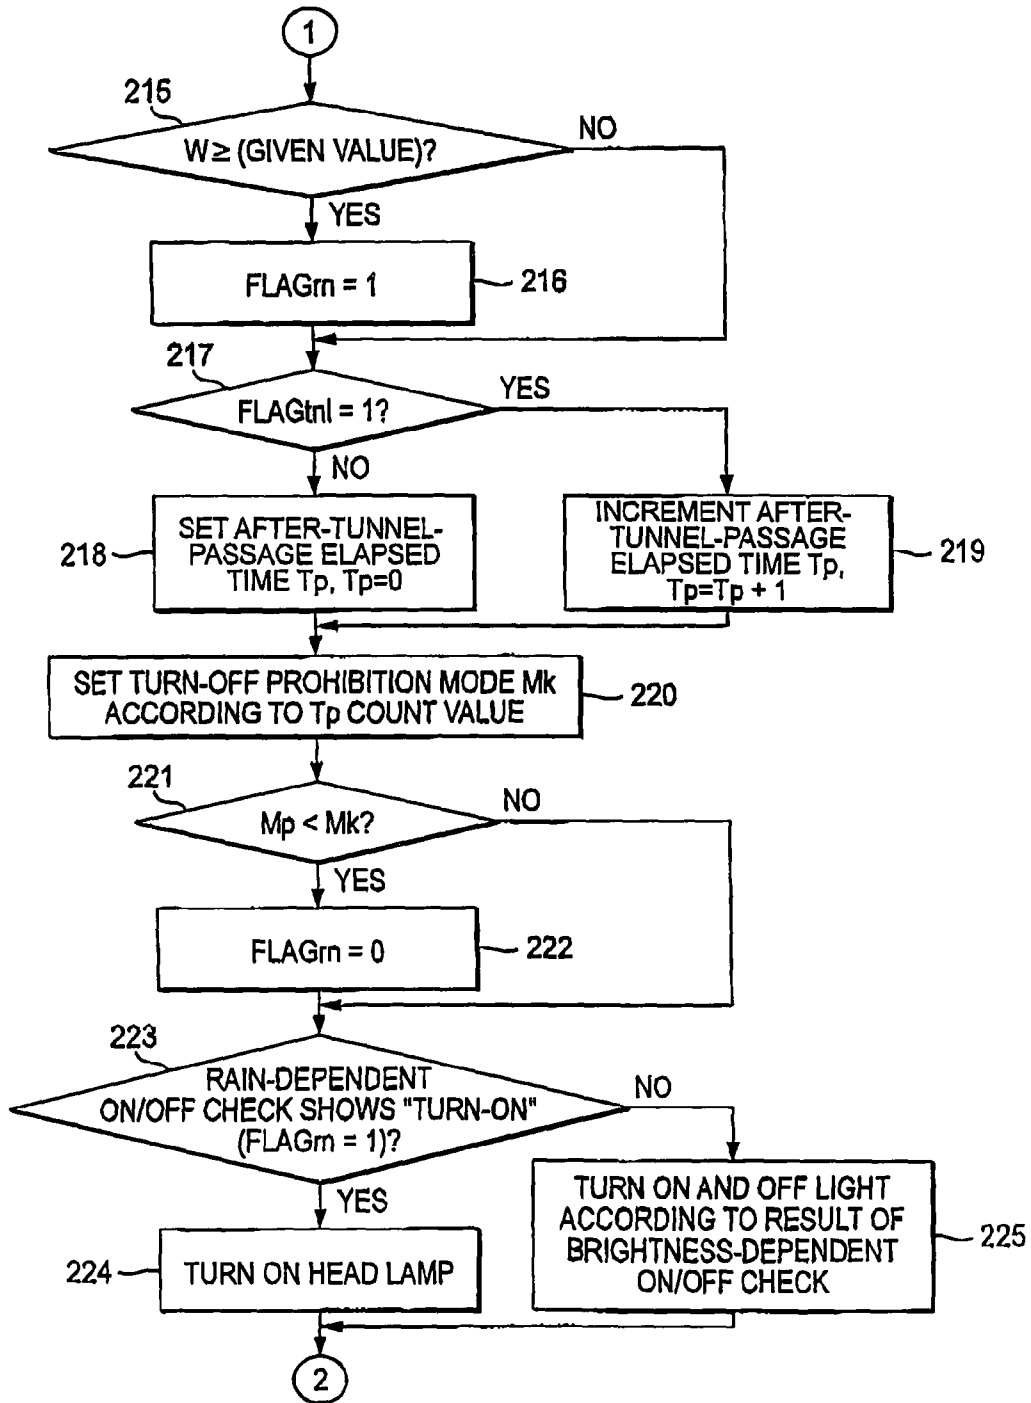 1
215
W ≥ (GIVEN VALUE)?
NO
YES
FLAGrn = 1
216
217
FLAGtnl = 1?
YES
NO
SET AFTER-TUNNEL-
PASSAGE ELAPSED
TIME Tp, Tp=0
218
INCREMENT AFTER-
TUNNEL-PASSAGE
ELAPSED TIME Tp,
Tp=Tp + 1
219
SET TURN-OFF PROHIBITION MODE Mk
ACCORDING TO Tp COUNT VALUE
220
221
Mp < Mk?
NO
YES
FLAGrn = 0
222
223
RAIN-DEPENDENT
ON/OFF CHECK SHOWS "TURN-ON"
(FLAGrn = 1)?
NO
YES
224
TURN ON HEAD LAMP
TURN ON AND OFF LIGHT
ACCORDING TO RESULT OF
BRIGHTNESS-DEPENDENT
ON/OFF CHECK
225
2